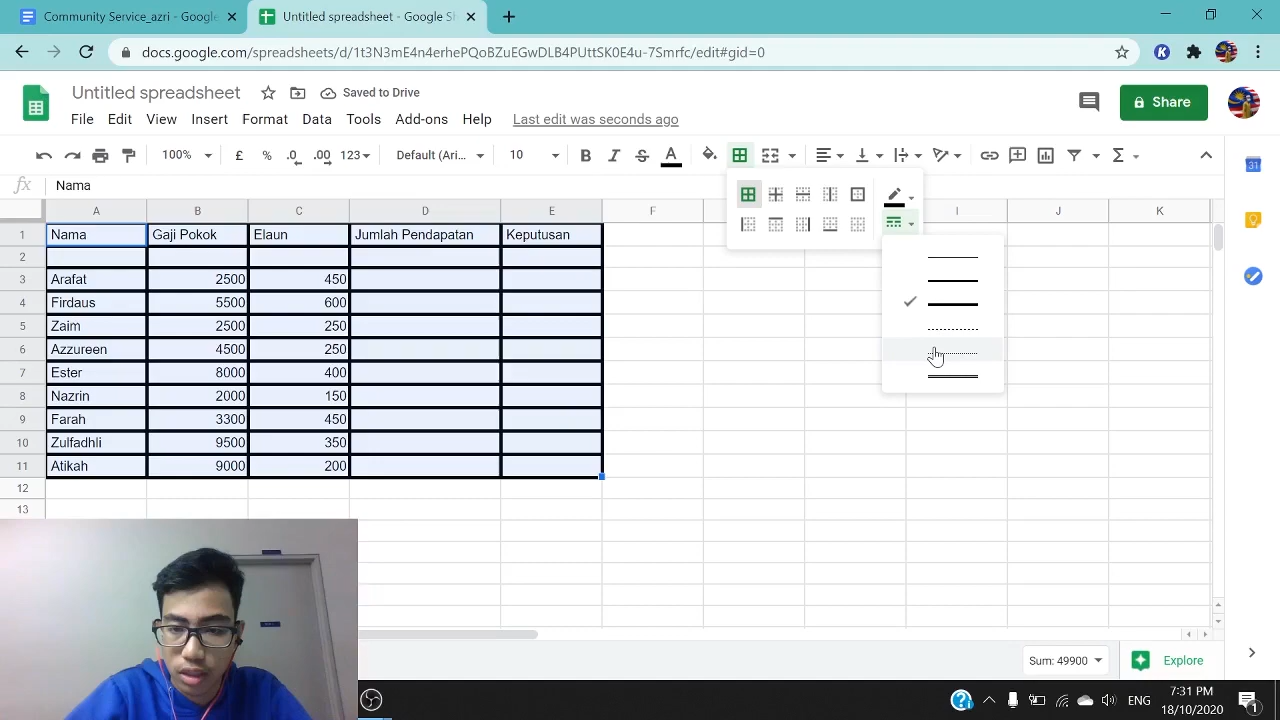 Community Service_azri - Google
Untitled spreadsheet - Google Sh
docs.google.com/spreadsheets/d/1t3N3mE4n4erhePQoBZuEGwDLB4PUttSK0E4u-7Smrfc/edit#gid=0
Untitled spreadsheet
Saved to Drive
Share
File Edit View Insert Format Data Tools Add-ons Help Last edit was seconds ago
100% £ % .0 .00 123 Default (Ari... 10 B I S A
fx Nama
A B C D E F I J K
1 Nama Gaji Pokok Elaun Jumlah Pendapatan Keputusan
2
3 Arafat 2500 450
4 Firdaus 5500 600
5 Zaim 2500 250
6 Azzureen 4500 250
7 Ester 8000 400
8 Nazrin 2000 150
9 Farah 3300 450
10 Zulfadhli 9500 350
11 Atikah 9000 200
12
13
Sum: 49900
Explore
ENG
7:31 PM
18/10/2020